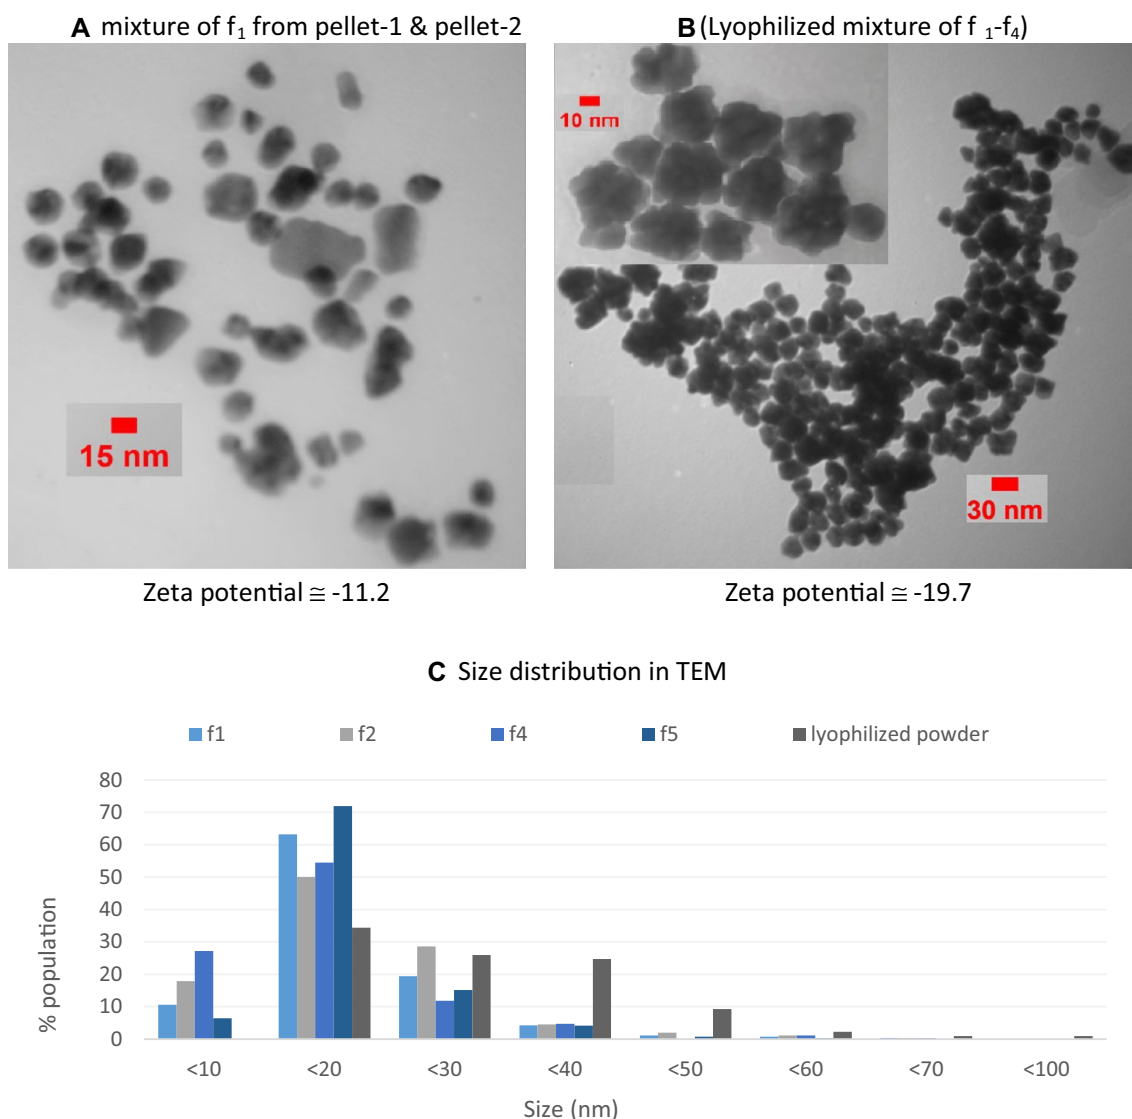 A mixture of f₁ from pellet-1 & pellet-2
B (Lyophilized mixture of f ₁-f₄)
15 nm
10 nm
30 nm
Zeta potential ≅ -11.2
Zeta potential ≅ -19.7
C Size distribution in TEM
f1 f2 f4 f5 lyophilized powder
80
70
60
50
40
30
20
10
0
% population
<10 <20 <30 <40 <50 <60 <70 <100
Size (nm)